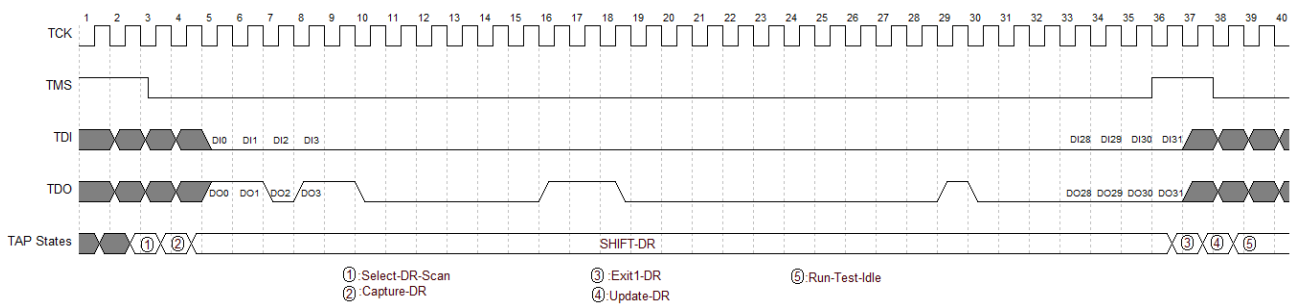 1 2 3 4 5 6 7 8 9 10 11 12 13 14 15 16 17 18 19 20 21 22 23 24 25 26 27 28 29 30 31 32 33 34 35 36 37 38 39 40
TCK
TMS
TDI DI0 DI1 DI2 DI3 DI28 DI29 DI30 DI31
TDO DO0 DO1 DO2 DO3 DO28 DO29 DO30 DO31
TAP States ① ② SHIFT-DR ③ ④ ⑤
①:Select-DR-Scan ③:Exit1-DR ⑤:Run-Test-Idle
②:Capture-DR ④:Update-DR